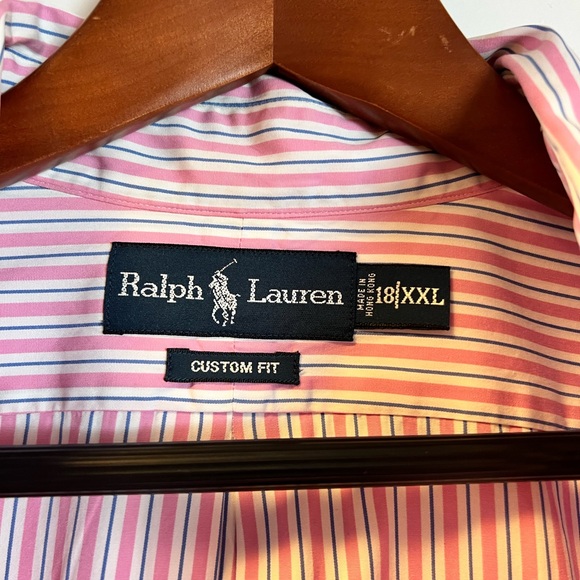 Ralph Lauren
MADE IN
HONG KONG
18/XXL
CUSTOM FIT